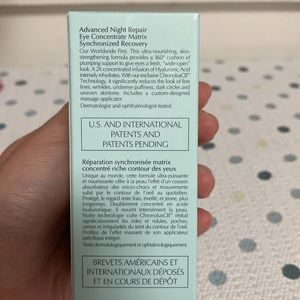 Advanced Night Repair
Eye Concentrate Matrix
Synchronized Recovery
Our Worldwide First. This ultra-nourishing, skin-
strengthening formula provides a 360° cushion of
plumping support to give eyes a fresh, "wide open"
look. A 2X concentrated infusion of Hyaluronic Acid
intensely rehydrates. With our exclusive ChronoluxCB™
Technology, it significantly reduces the look of fine
lines, wrinkles, undereye puffiness, dark circles and
uneven skintone. Includes a custom-designed
massage applicator.
Dermatologist and ophthalmologist-tested.
U.S. AND INTERNATIONAL
PATENTS AND
PATENTS PENDING
Réparation synchronisée matrix
concentré riche contour des yeux
Unique au monde, cette formule ultra-puissante
et nourrissante offre à la peau l'effet d'un coussin
absorbateur des micro-chocs et mouvements
subis par le contour de l'oeil au quotidien.
Protégé, le regard reste frais, éveillé, et jeune, plus
longtemps. Doublement concentré en acide
hyaluronique, il nourrit intensément la peau.
Notre technologie culte ChronoluxCB™ réduit
significativement les rides et ridules, poches,
cernes et irrégularités du teint du contour de l'oeil.
Profitez de l'effet massant de son applicateur
spécifique intégré.
Testé dermatologiquement et ophtalmologiquement.
BREVETS AMÉRICAINS ET
INTERNATIONAUX DÉPOSÉS
ET EN COURS DE DÉPÔT